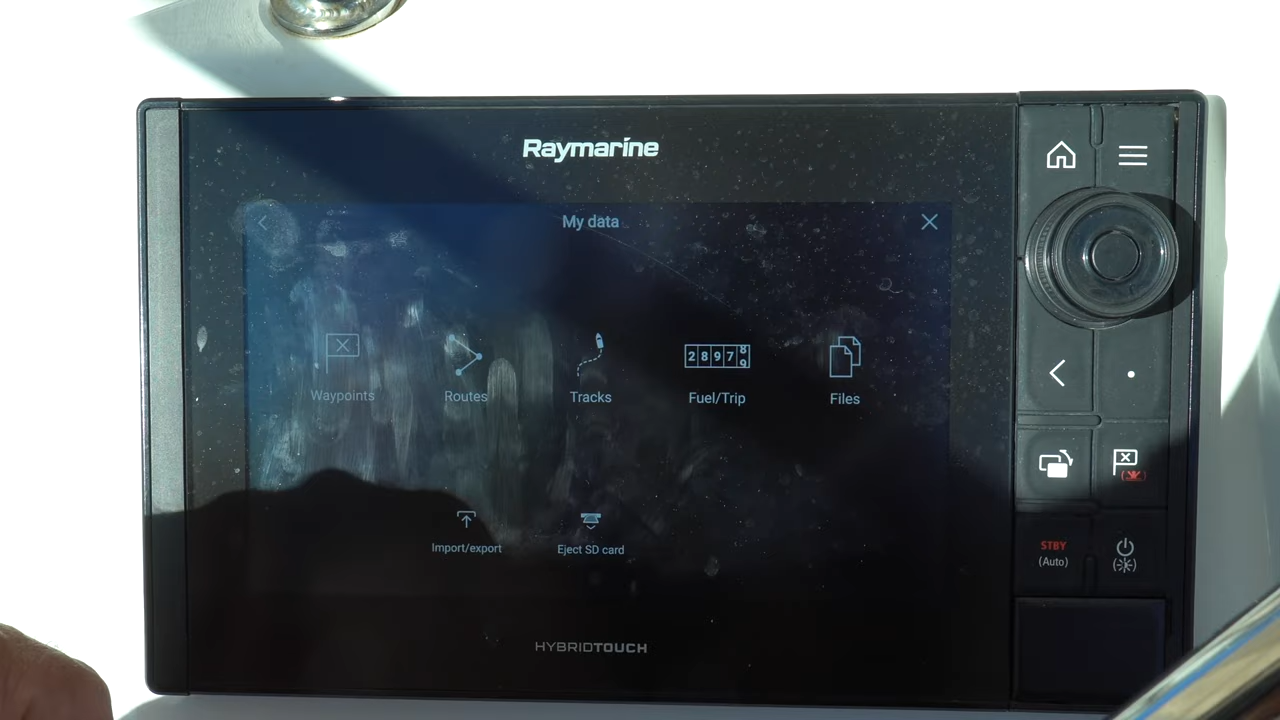 Raymarine
My data
28978
9
Waypoints
Routes
Tracks
Fuel/Trip
Files
Import/export
Eject SD card
STBY
(Auto)
HYBRIDTOUCH